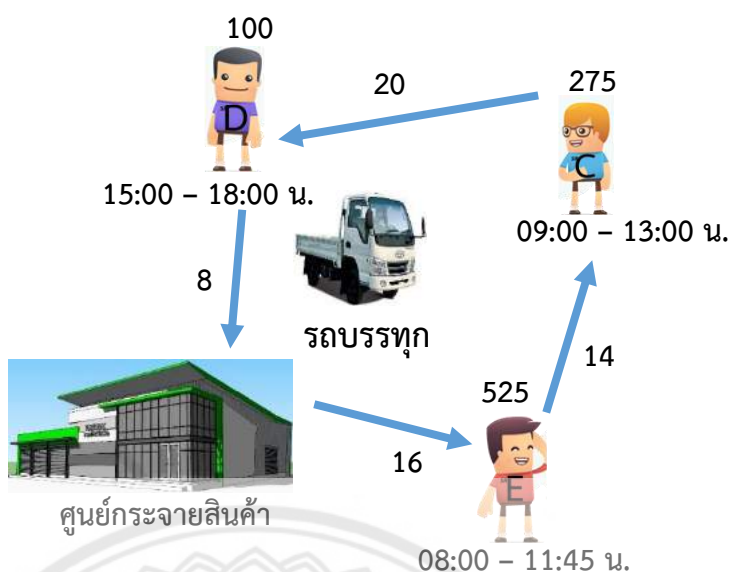 100
D
15:00 – 18:00 น.
20
275
C
09:00 – 13:00 น.
8
รถบรรทุก
14
525
E
08:00 – 11:45 น.
16
ศูนย์กระจายสินค้า